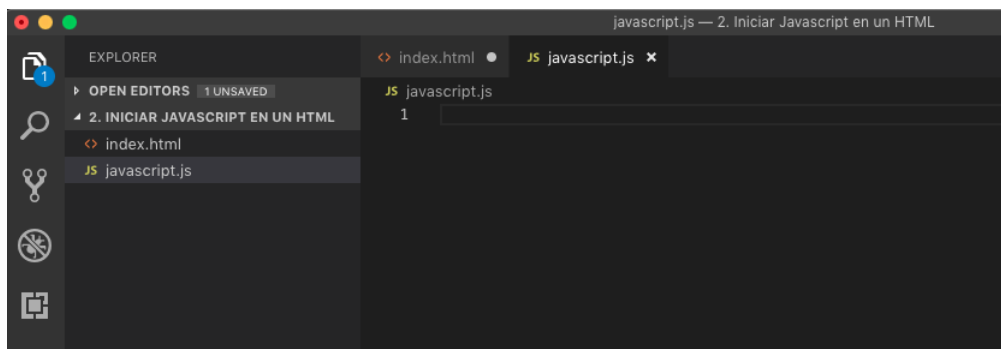 javascript.js — 2. Iniciar Javascript en un HTML
EXPLORER
<> index.html
JS javascript.js
OPEN EDITORS 1 UNSAVED
JS javascript.js
1
1
2. INICIAR JAVASCRIPT EN UN HTML
<> index.html
JS javascript.js